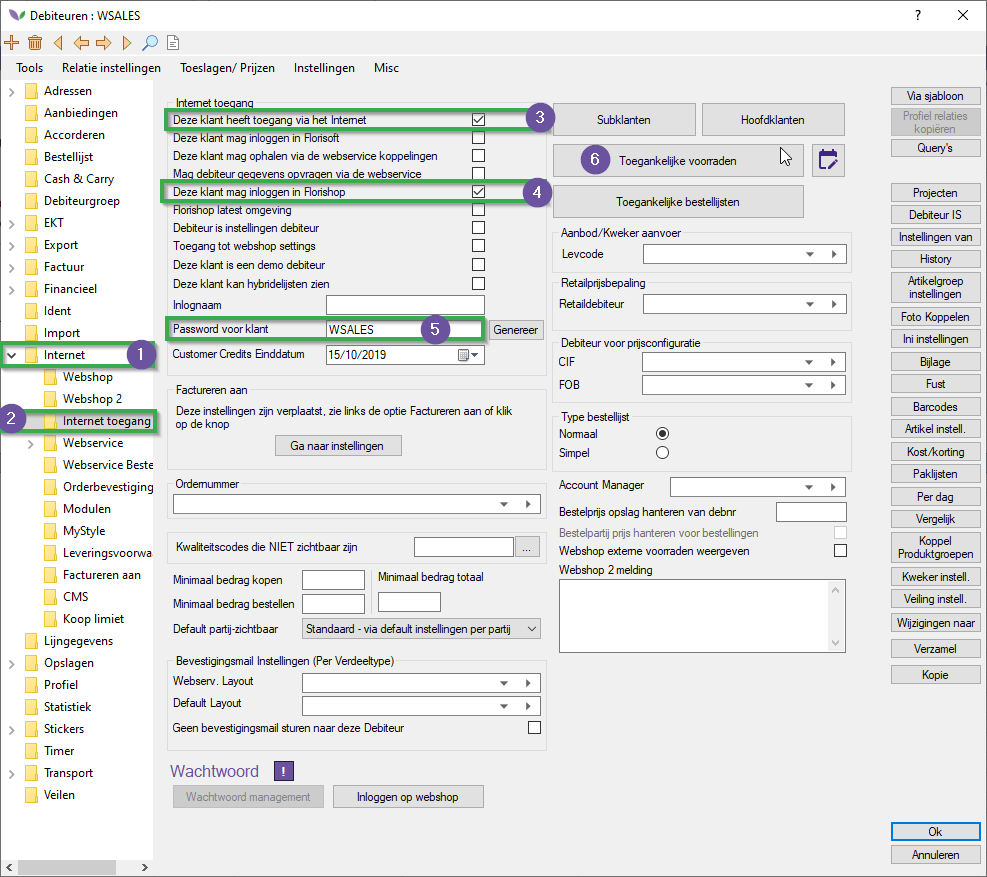 Debiteuren : WSALES
?
Tools Relatie instellingen Toeslagen/ Prijzen Instellingen Misc
Adressen
Aanbiedingen
Accorderen
Bestellijst
Cash & Carry
Debiteurgroep
EKT
Export
Factuur
Financieel
Ident
Import
Internet 1
Webshop
Webshop 2
2 Internet toegang
Webservice
Webservice Beste
Orderbevestiging
Modulen
MyStyle
Leveringsvoorwa
Factureren aan
CMS
Koop limiet
Lijngegevens
Opslagen
Profiel
Statistiek
Stickers
Timer
Transport
Veilen
Internet toegang
Deze klant heeft toegang via het Internet 3
Deze klant mag inloggen in Florisoft
Deze klant mag ophalen via de webservice koppelingen
Mag debiteur gegevens opvragen via de webservice
Deze klant mag inloggen in Florishop 4
Florishop latest omgeving
Debiteur is instellingen debiteur
Toegang tot webshop settings
Deze klant is een demo debiteur
Deze klant kan hybridelijsten zien
Inlognaam
Password voor klant WSALES 5 Genereer
Customer Credits Einddatum 15/10/2019
Factureren aan
Deze instellingen zijn verplaatst, zie links de optie Factureren aan of klik
op de knop
Ga naar instellingen
Ordernummer
Kwaliteitscodes die NIET zichtbaar zijn ...
Minimaal bedrag kopen
Minimaal bedrag totaal
Minimaal bedrag bestellen
Default partij-zichtbaar Standaard - via default instellingen per partij
Bevestigingsmail Instellingen (Per Verdeeltype)
Webserv. Layout
Default Layout
Geen bevestigingsmail sturen naar deze Debiteur
Wachtwoord !
Wachtwoord management Inloggen op webshop
Subklanten Hoofdklanten
6 Toegankelijke voorraden
Toegankelijke bestellijsten
Aanbod/Kweker aanvoer
Levcode
Retailprijsbepaling
Retaildebiteur
Debiteur voor prijsconfiguratie
CIF
FOB
Type bestellijst
Normaal
Simpel
Account Manager
Bestelprijs opslag hanteren van debnr
Bestelpartij prijs hanteren voor bestellingen
Webshop externe voorraden weergeven
Webshop 2 melding
Via sjabloon
Profiel relaties
kopiëren
Query's
Projecten
Debiteur IS
Instellingen van
History
Artikelgroep
instellingen
Foto Koppelen
Ini instellingen
Bijlage
Fust
Barcodes
Artikel instell.
Kost/korting
Paklijsten
Per dag
Vergelijk
Koppel
Produktgroepen
Kweker instell.
Veiling instell.
Wijzigingen naar
Verzamel
Kopie
Ok
Annuleren